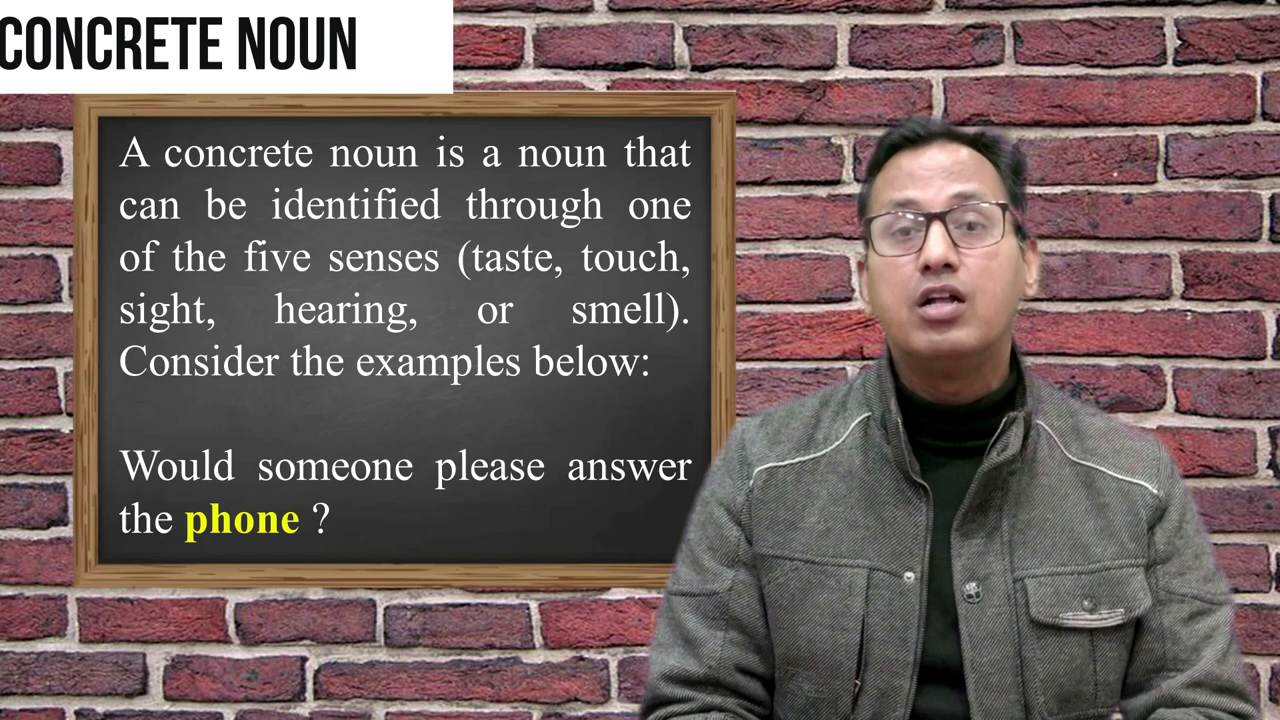 CONCRETE NOUN
A concrete noun is a noun that
can be identified through one
of the five senses (taste, touch,
sight, hearing, or smell).
Consider the examples below:
Would someone please answer
the phone ?